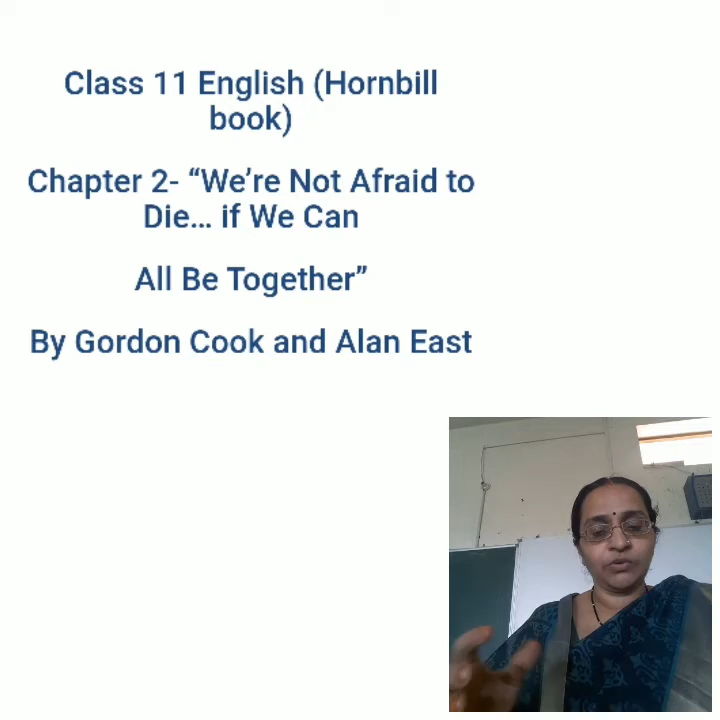 Class 11 English (Hornbill
book)
Chapter 2- “We’re Not Afraid to
Die... if We Can
All Be Together”
By Gordon Cook and Alan East